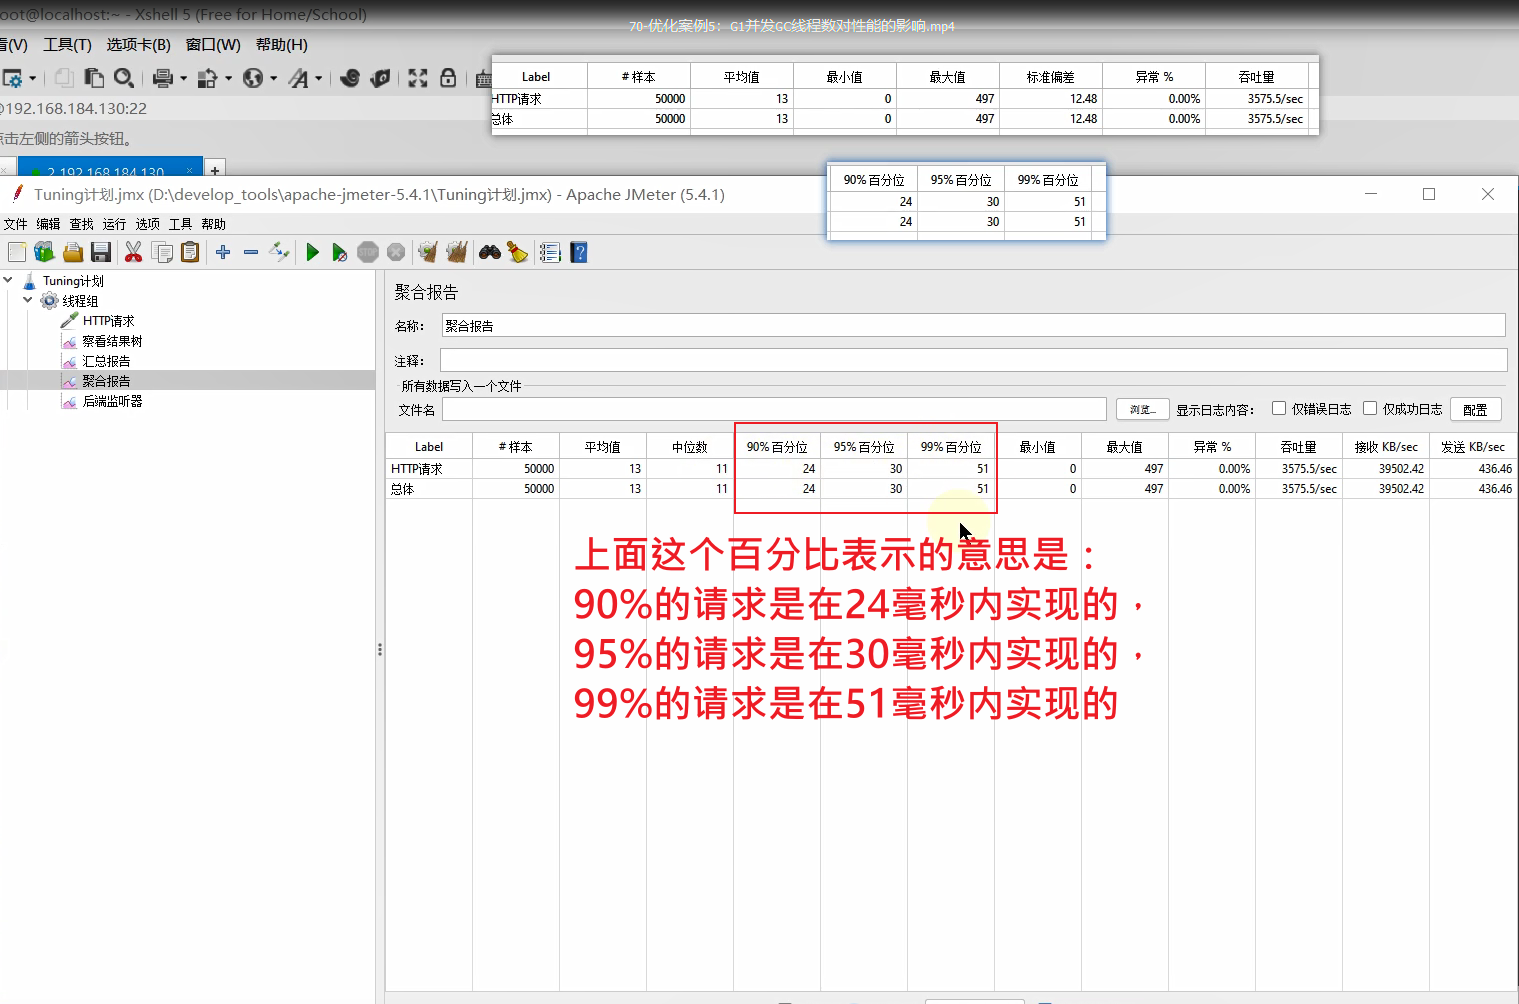 oot@localhost:~ - Xshell 5 (Free for Home/School)
70-优化案例5：G1并发GC线程数对性能的影响.mp4
看(V) 工具(T) 选项卡(B) 窗口(W) 帮助(H)
Label # 样本 平均值 最小值 最大值 标准偏差 异常 % 吞吐量
HTTP请求 50000 13 0 497 12.48 0.00% 3575.5/sec
总体 50000 13 0 497 12.48 0.00% 3575.5/sec
@192.168.184.130:22
点击左侧的箭头按钮。
2 192.168.184.130
90% 百分位 95% 百分位 99% 百分位
24 30 51
24 30 51
Tuning计划.jmx (D:\develop_tools\apache-jmeter-5.4.1\Tuning计划.jmx) - Apache JMeter (5.4.1)
文件 编辑 查找 运行 选项 工具 帮助
STOP
Tuning计划
线程组
HTTP请求
察看结果树
汇总报告
聚合报告
后端监听器
聚合报告
名称： 聚合报告
注释：
所有数据写入一个文件
文件名 浏览... 显示日志内容： 仅错误日志 仅成功日志 配置
Label # 样本 平均值 中位数 90% 百分位 95% 百分位 99% 百分位 最小值 最大值 异常 % 吞吐量 接收 KB/sec 发送 KB/sec
HTTP请求 50000 13 11 24 30 51 0 497 0.00% 3575.5/sec 39502.42 436.46
总体 50000 13 11 24 30 51 0 497 0.00% 3575.5/sec 39502.42 436.46
上面这个百分比表示的意思是：
90%的请求是在24毫秒内实现的，
95%的请求是在30毫秒内实现的，
99%的请求是在51毫秒内实现的